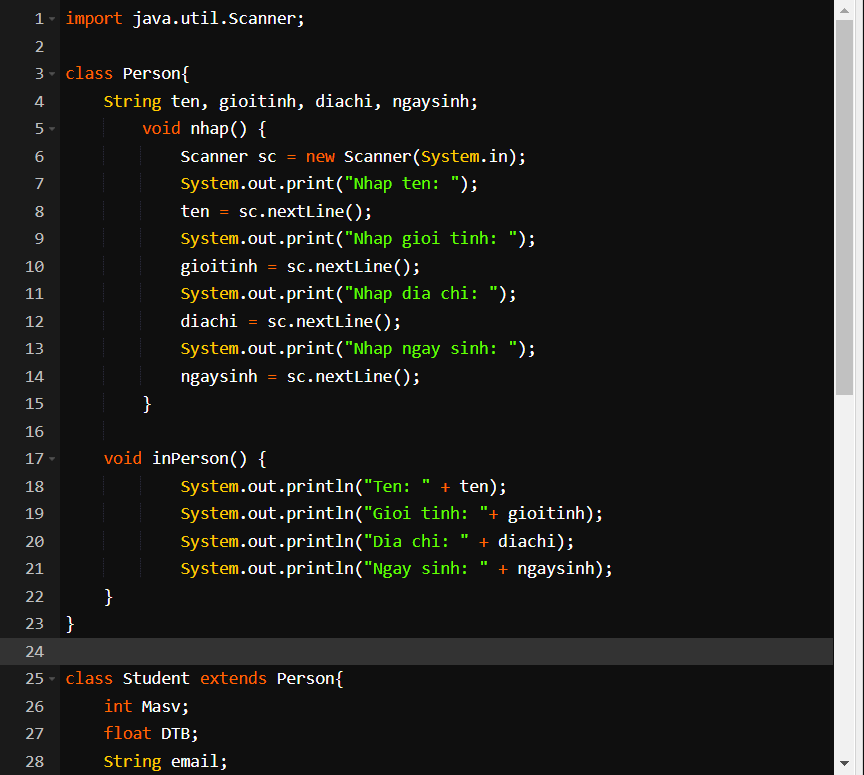 1 import java.util.Scanner;
2
3 class Person{
4 String ten, gioitinh, diachi, ngaysinh;
5 void nhap() {
6 Scanner sc = new Scanner(System.in);
7 System.out.print("Nhap ten: ");
8 ten = sc.nextLine();
9 System.out.print("Nhap gioi tinh: ");
10 gioitinh = sc.nextLine();
11 System.out.print("Nhap dia chi: ");
12 diachi = sc.nextLine();
13 System.out.print("Nhap ngay sinh: ");
14 ngaysinh = sc.nextLine();
15 }
16
17 void inPerson() {
18 System.out.println("Ten: " + ten);
19 System.out.println("Gioi tinh: "+ gioitinh);
20 System.out.println("Dia chi: " + diachi);
21 System.out.println("Ngay sinh: " + ngaysinh);
22 }
23 }
24
25 class Student extends Person{
26 int Masv;
27 float DTB;
28 String email;